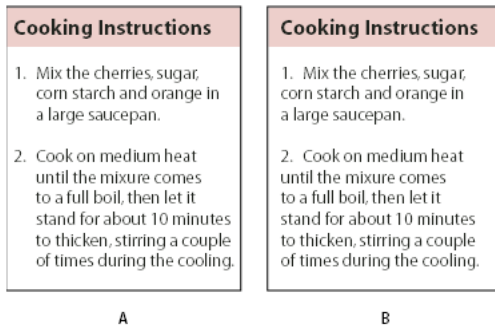 Cooking Instructions
1. Mix the cherries, sugar,
corn starch and orange in
a large saucepan.
2. Cook on medium heat
until the mixure comes
to a full boil, then let it
stand for about 10 minutes
to thicken, stirring a couple
of times during the cooling.
A
Cooking Instructions
1. Mix the cherries, sugar,
corn starch and orange in
a large saucepan.
2. Cook on medium heat
until the mixure comes
to a full boil, then let it
stand for about 10 minutes
to thicken, stirring a couple
of times during the cooling.
B